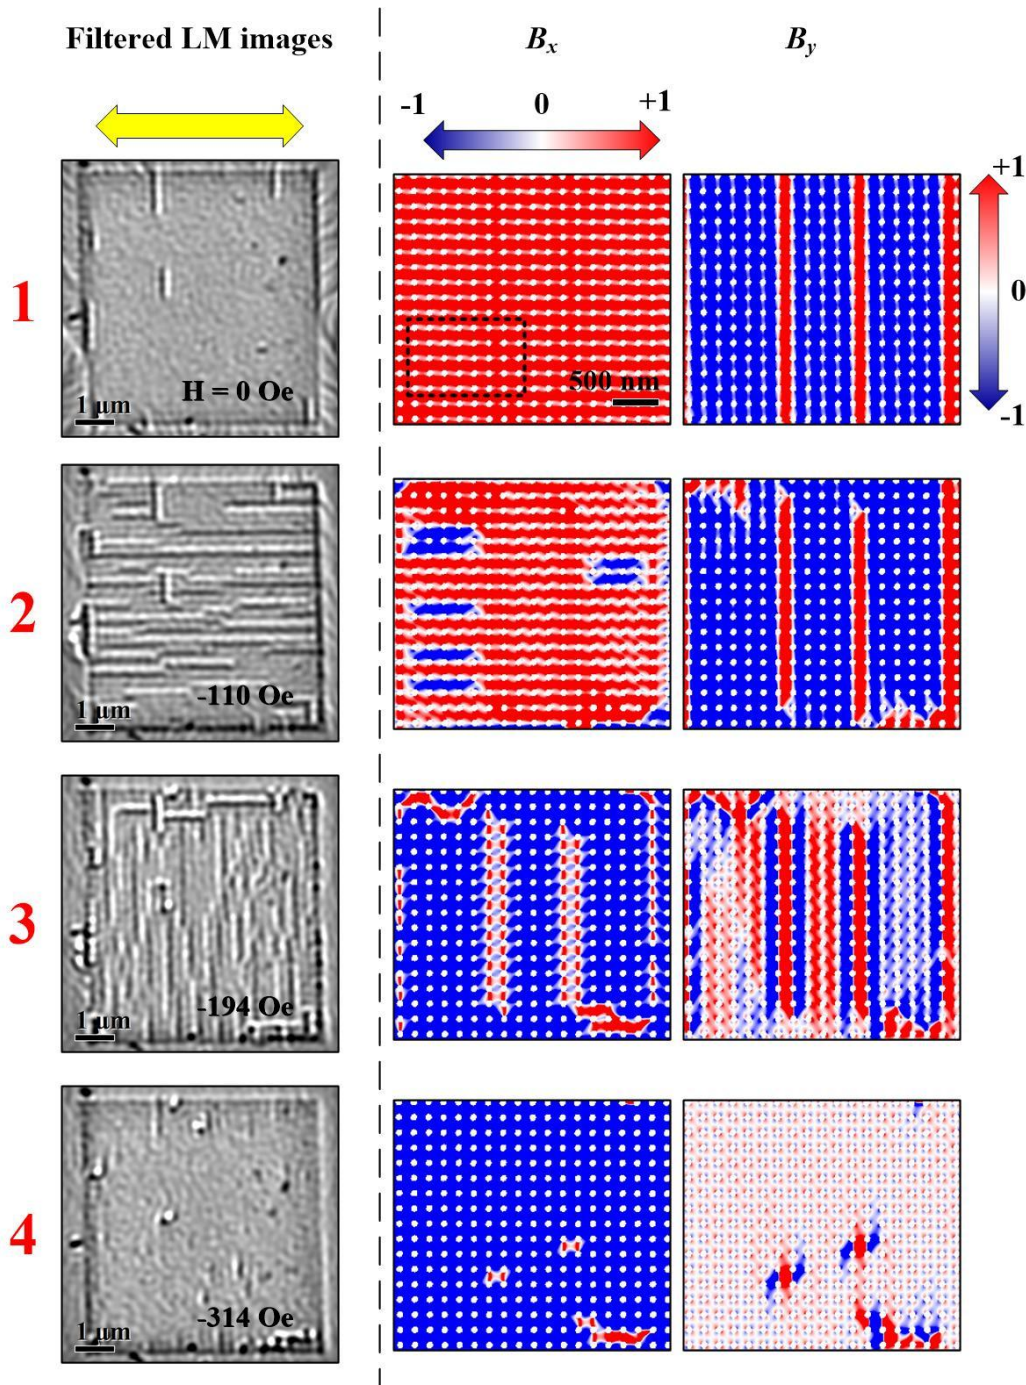 Filtered LM images
Bx
By
-1 0 +1
+1
0
-1
1
H = 0 Oe
1 μm
500 nm
2
-110 Oe
1 μm
3
-194 Oe
1 μm
4
-314 Oe
1 μm